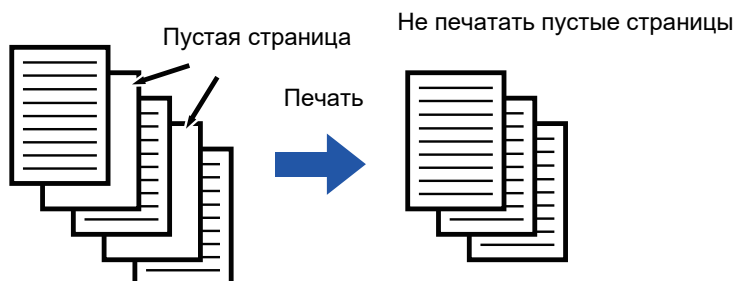 Не печатать пустые страницы
Пустая страница
Печать